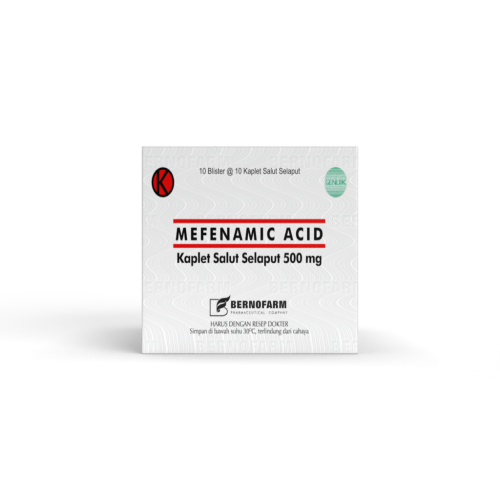 10 Blister @ 10 Kaplet Salut Selaput
K
GENERIK
MEFENAMIC ACID
Kaplet Salut Selaput 500 mg
BERNOFARM
PHARMACEUTICAL COMPANY
HARUS DENGAN RESEP DOKTER
Simpan di bawah suhu 30°C, terlindung dari cahaya